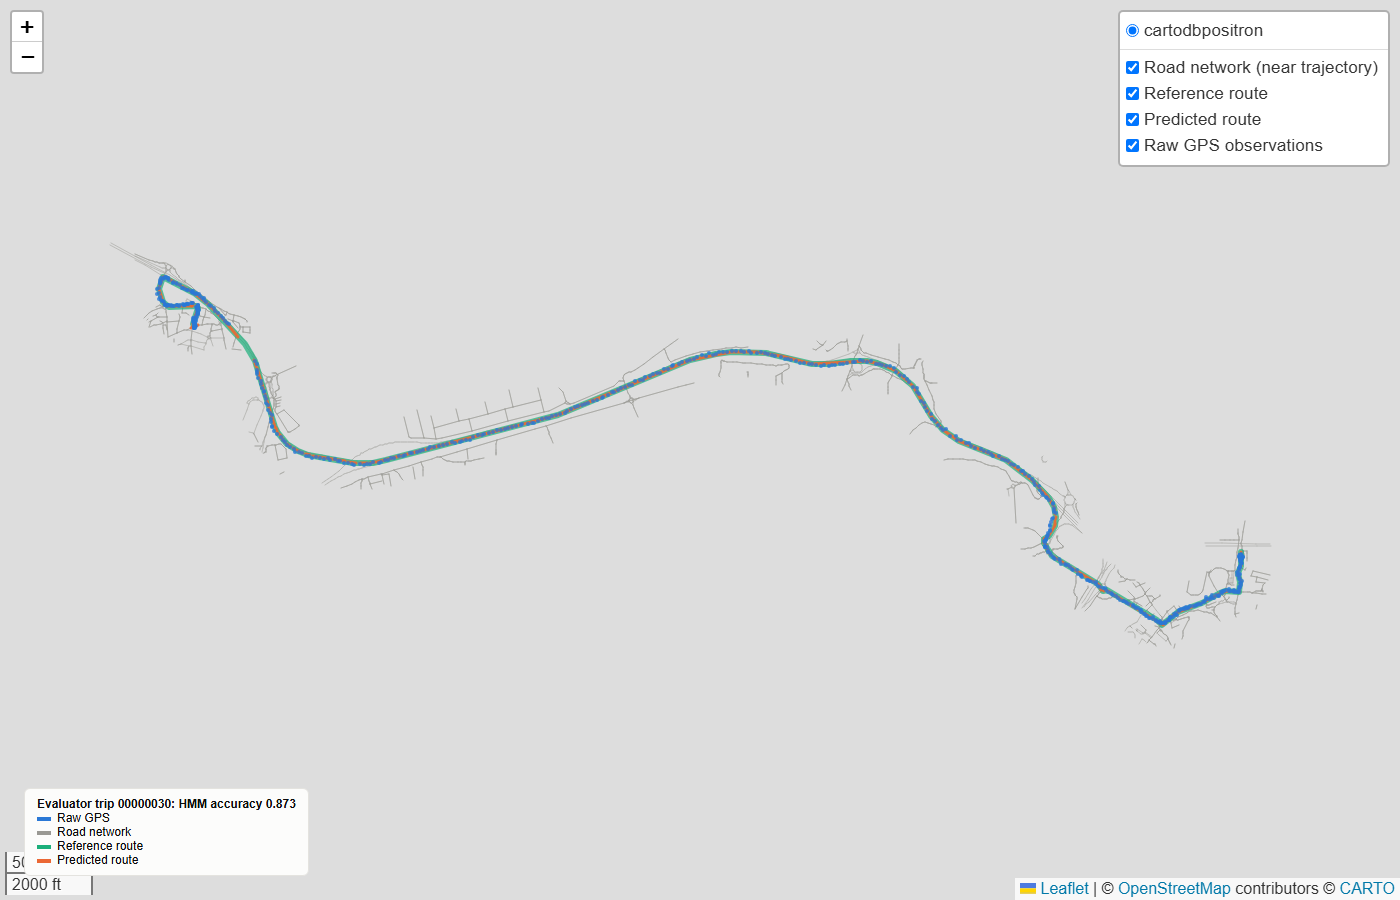 +
−
cartodbpositron
Road network (near trajectory)
Reference route
Predicted route
Raw GPS observations
Evaluator trip 00000030: HMM accuracy 0.873
Raw GPS
Road network
Reference route
Predicted route
2000 ft
Leaflet | © OpenStreetMap contributors © CARTO